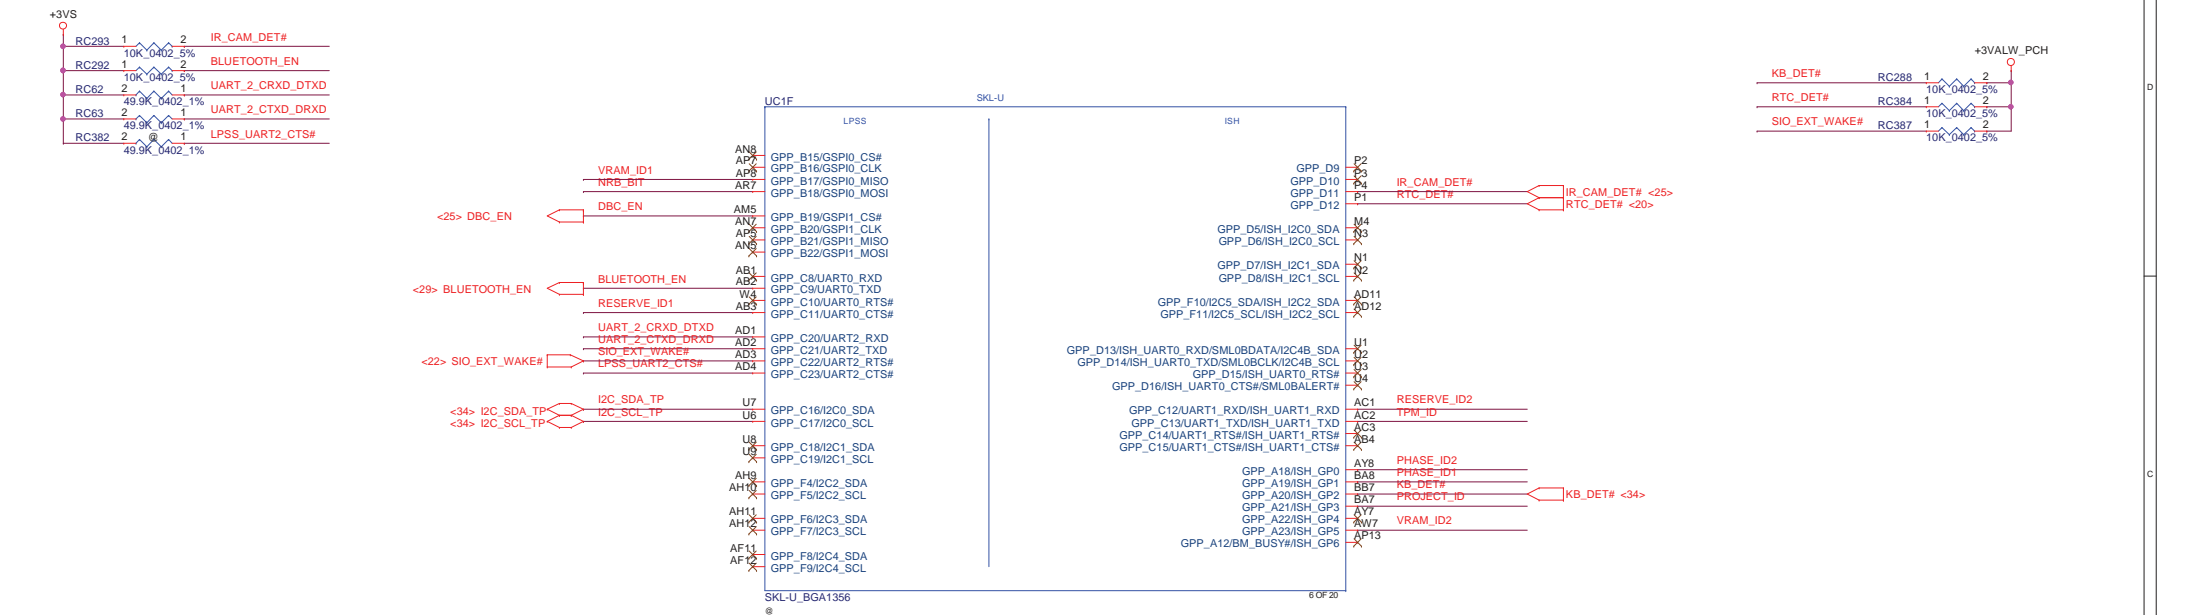 +3VS
RC293 1 2 IR_CAM_DET#
10K_0402_5%
RC292 1 2 BLUETOOTH_EN
10K_0402_5%
RC62 2 1 UART_2_CRXD_DTXD
49.9K_0402_1%
RC63 2 1 UART_2_CTXD_DRXD
49.9K_0402_1%
RC382 2 @ 1 LPSS_UART2_CTS#
49.9K_0402_1%
+3VALW_PCH
KB_DET# RC288 1 2
10K_0402_5%
RTC_DET# RC384 1 2
10K_0402_5%
SIO_EXT_WAKE# RC387 1 2
10K_0402_5%
D
C
UC1F
SKL-U
LPSS
ISH
AN8 GPP_B15/GSPI0_CS#
AP7 GPP_B16/GSPI0_CLK
VRAM_ID1 AP8 GPP_B17/GSPI0_MISO
NRB_BIT AR7 GPP_B18/GSPI0_MOSI
<25> DBC_EN DBC_EN AM5 GPP_B19/GSPI1_CS#
AN7 GPP_B20/GSPI1_CLK
AP5 GPP_B21/GSPI1_MISO
AN5 GPP_B22/GSPI1_MOSI
AB1 GPP_C8/UART0_RXD
<29> BLUETOOTH_EN BLUETOOTH_EN AB2 GPP_C9/UART0_TXD
W4 GPP_C10/UART0_RTS#
RESERVE_ID1 AB3 GPP_C11/UART0_CTS#
UART_2_CRXD_DTXD AD1 GPP_C20/UART2_RXD
UART_2_CTXD_DRXD AD2 GPP_C21/UART2_TXD
<22> SIO_EXT_WAKE# SIO_EXT_WAKE# AD3 GPP_C22/UART2_RTS#
LPSS_UART2_CTS# AD4 GPP_C23/UART2_CTS#
<34> I2C_SDA_TP I2C_SDA_TP U7 GPP_C16/I2C0_SDA
<34> I2C_SCL_TP I2C_SCL_TP U6 GPP_C17/I2C0_SCL
U8 GPP_C18/I2C1_SDA
U9 GPP_C19/I2C1_SCL
AH9 GPP_F4/I2C2_SDA
AH10 GPP_F5/I2C2_SCL
AH11 GPP_F6/I2C3_SDA
AH12 GPP_F7/I2C3_SCL
AF11 GPP_F8/I2C4_SDA
AF12 GPP_F9/I2C4_SCL
GPP_D9 P2
GPP_D10 P3
GPP_D11 P4 IR_CAM_DET# IR_CAM_DET# <25>
GPP_D12 P1 RTC_DET# RTC_DET# <20>
GPP_D5/ISH_I2C0_SDA M4
GPP_D6/ISH_I2C0_SCL N3
GPP_D7/ISH_I2C1_SDA N1
GPP_D8/ISH_I2C1_SCL N2
GPP_F10/I2C5_SDA/ISH_I2C2_SDA AD11
GPP_F11/I2C5_SCL/ISH_I2C2_SCL AD12
GPP_D13/ISH_UART0_RXD/SML0BDATA/I2C4B_SDA U1
GPP_D14/ISH_UART0_TXD/SML0BCLK/I2C4B_SCL U2
GPP_D15/ISH_UART0_RTS# U3
GPP_D16/ISH_UART0_CTS#/SML0BALERT# U4
GPP_C12/UART1_RXD/ISH_UART1_RXD AC1 RESERVE_ID2
GPP_C13/UART1_TXD/ISH_UART1_TXD AC2 TPM_ID
GPP_C14/UART1_RTS#/ISH_UART1_RTS# AC3
GPP_C15/UART1_CTS#/ISH_UART1_CTS# AB4
GPP_A18/ISH_GP0 AY8 PHASE_ID2
GPP_A19/ISH_GP1 BA8 PHASE_ID1
GPP_A20/ISH_GP2 BB7 KB_DET# KB_DET# <34>
GPP_A21/ISH_GP3 BA7 PROJECT_ID
GPP_A22/ISH_GP4 AY7
GPP_A23/ISH_GP5 AW7 VRAM_ID2
GPP_A12/BM_BUSY#/ISH_GP6 AP13
SKL-U_BGA1356
6 OF 20
@